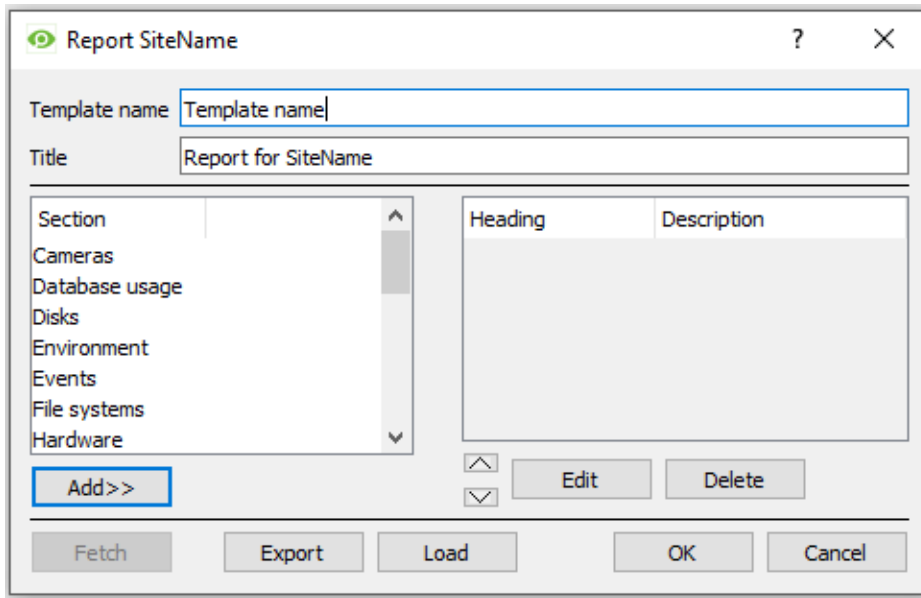 Report SiteName ?
Template name Template name
Title Report for SiteName
Section
Cameras
Database usage
Disks
Environment
Events
File systems
Hardware
Add>>
Heading Description
Edit Delete
Fetch Export Load OK Cancel